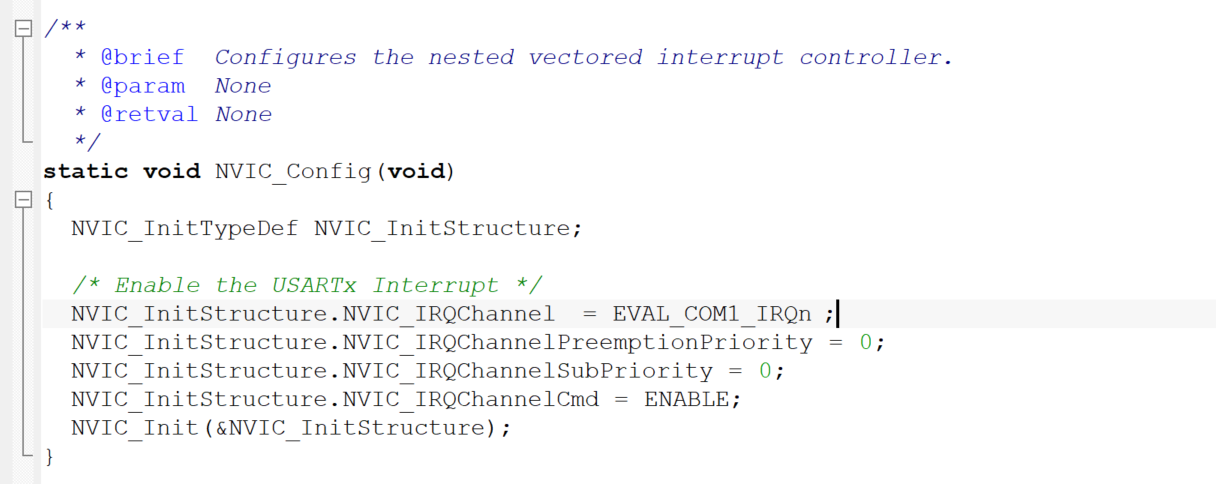 /**
  * @brief  Configures the nested vectored interrupt controller.
  * @param  None
  * @retval None
  */
static void NVIC_Config(void)
{
  NVIC_InitTypeDef NVIC_InitStructure;

  /* Enable the USARTx Interrupt */
  NVIC_InitStructure.NVIC_IRQChannel  = EVAL_COM1_IRQn ;
  NVIC_InitStructure.NVIC_IRQChannelPreemptionPriority = 0;
  NVIC_InitStructure.NVIC_IRQChannelSubPriority = 0;
  NVIC_InitStructure.NVIC_IRQChannelCmd = ENABLE;
  NVIC_Init(&NVIC_InitStructure);
}